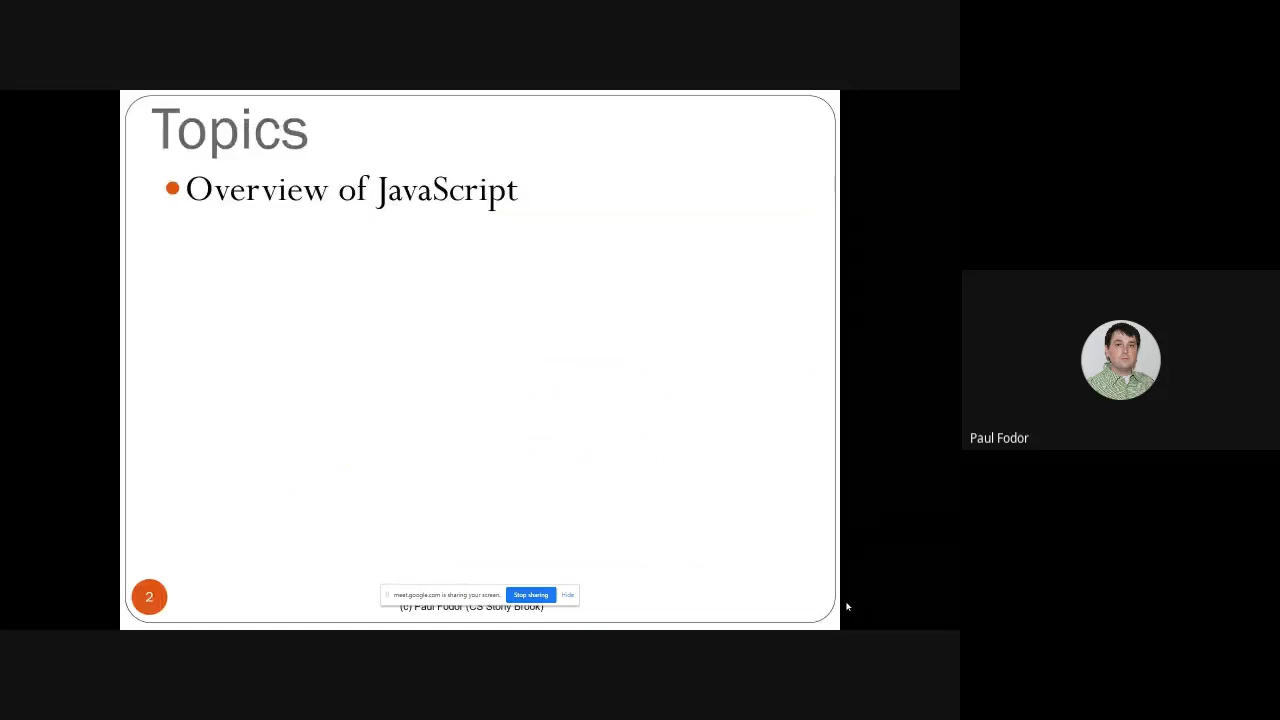 Topics
Overview of JavaScript
Paul Fodor
meet.google.com is sharing your screen. Stop sharing Hide
2
(c) Paul Fodor (CS Stony Brook)